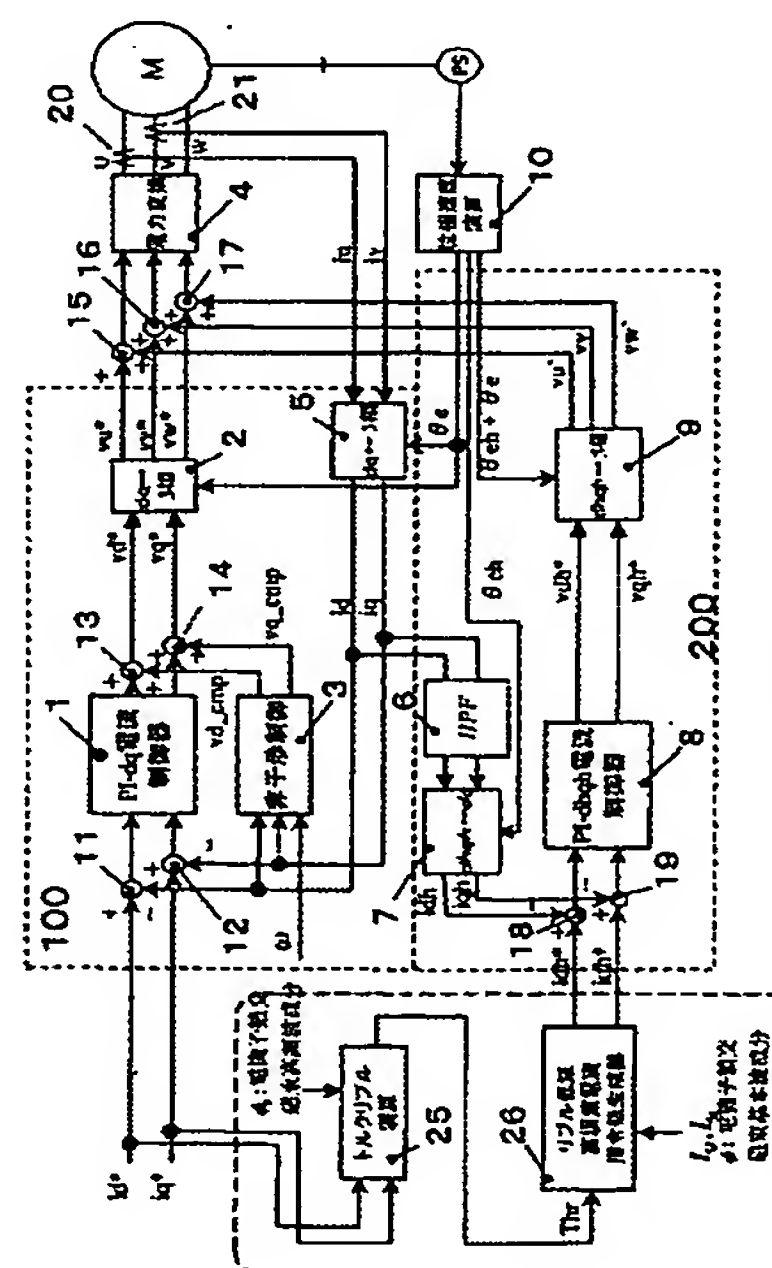 100
id*
iq*
11
12
ω
1
PI-dq電流
制御器
3
非干渉制御
vd_cmp
vq_cmp
13
14
vd*
vq*
2
dq→
3相
vu*
vv*
vw*
15
16
17
4
電力変換
20
21
U
V
W
M
PS
iu
iv
5
dq←3相
id
iq
θe
10
位相速度
演算
θeh+θe
θeh
6
HPF
7
idh
iqh
18
19
idh*
iqh*
8
PI-dhqh電流
制御器
vdh*
vqh*
9
dhqh→3相
vu'
vv'
vw'
200
トルクリプル
演算
25
Thr
26
リプル低減
高調波電流
指令値生成器